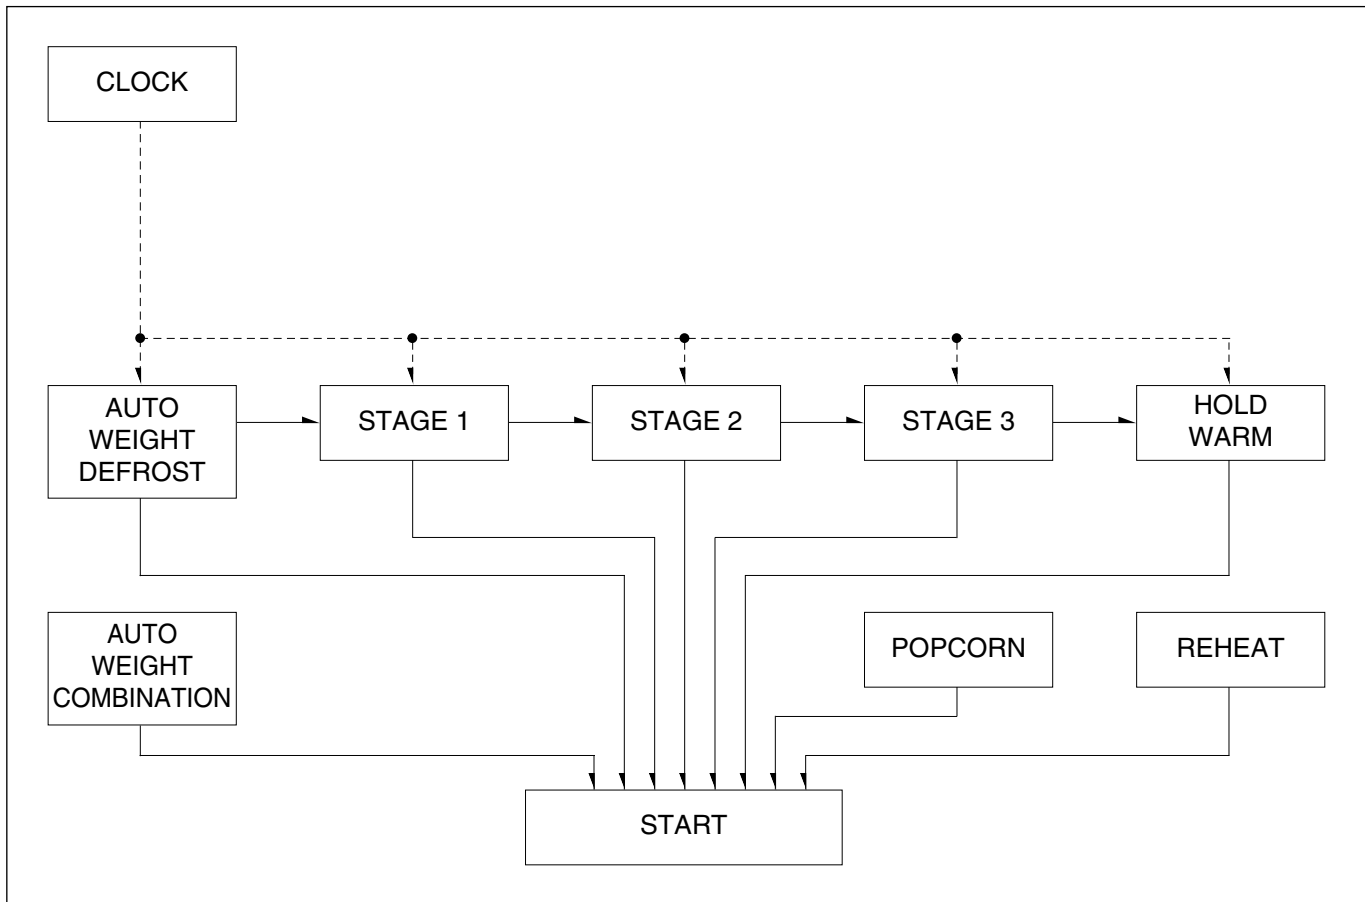 CLOCK
AUTO
WEIGHT
DEFROST
STAGE 1
STAGE 2
STAGE 3
HOLD
WARM
AUTO
WEIGHT
COMBINATION
POPCORN
REHEAT
START